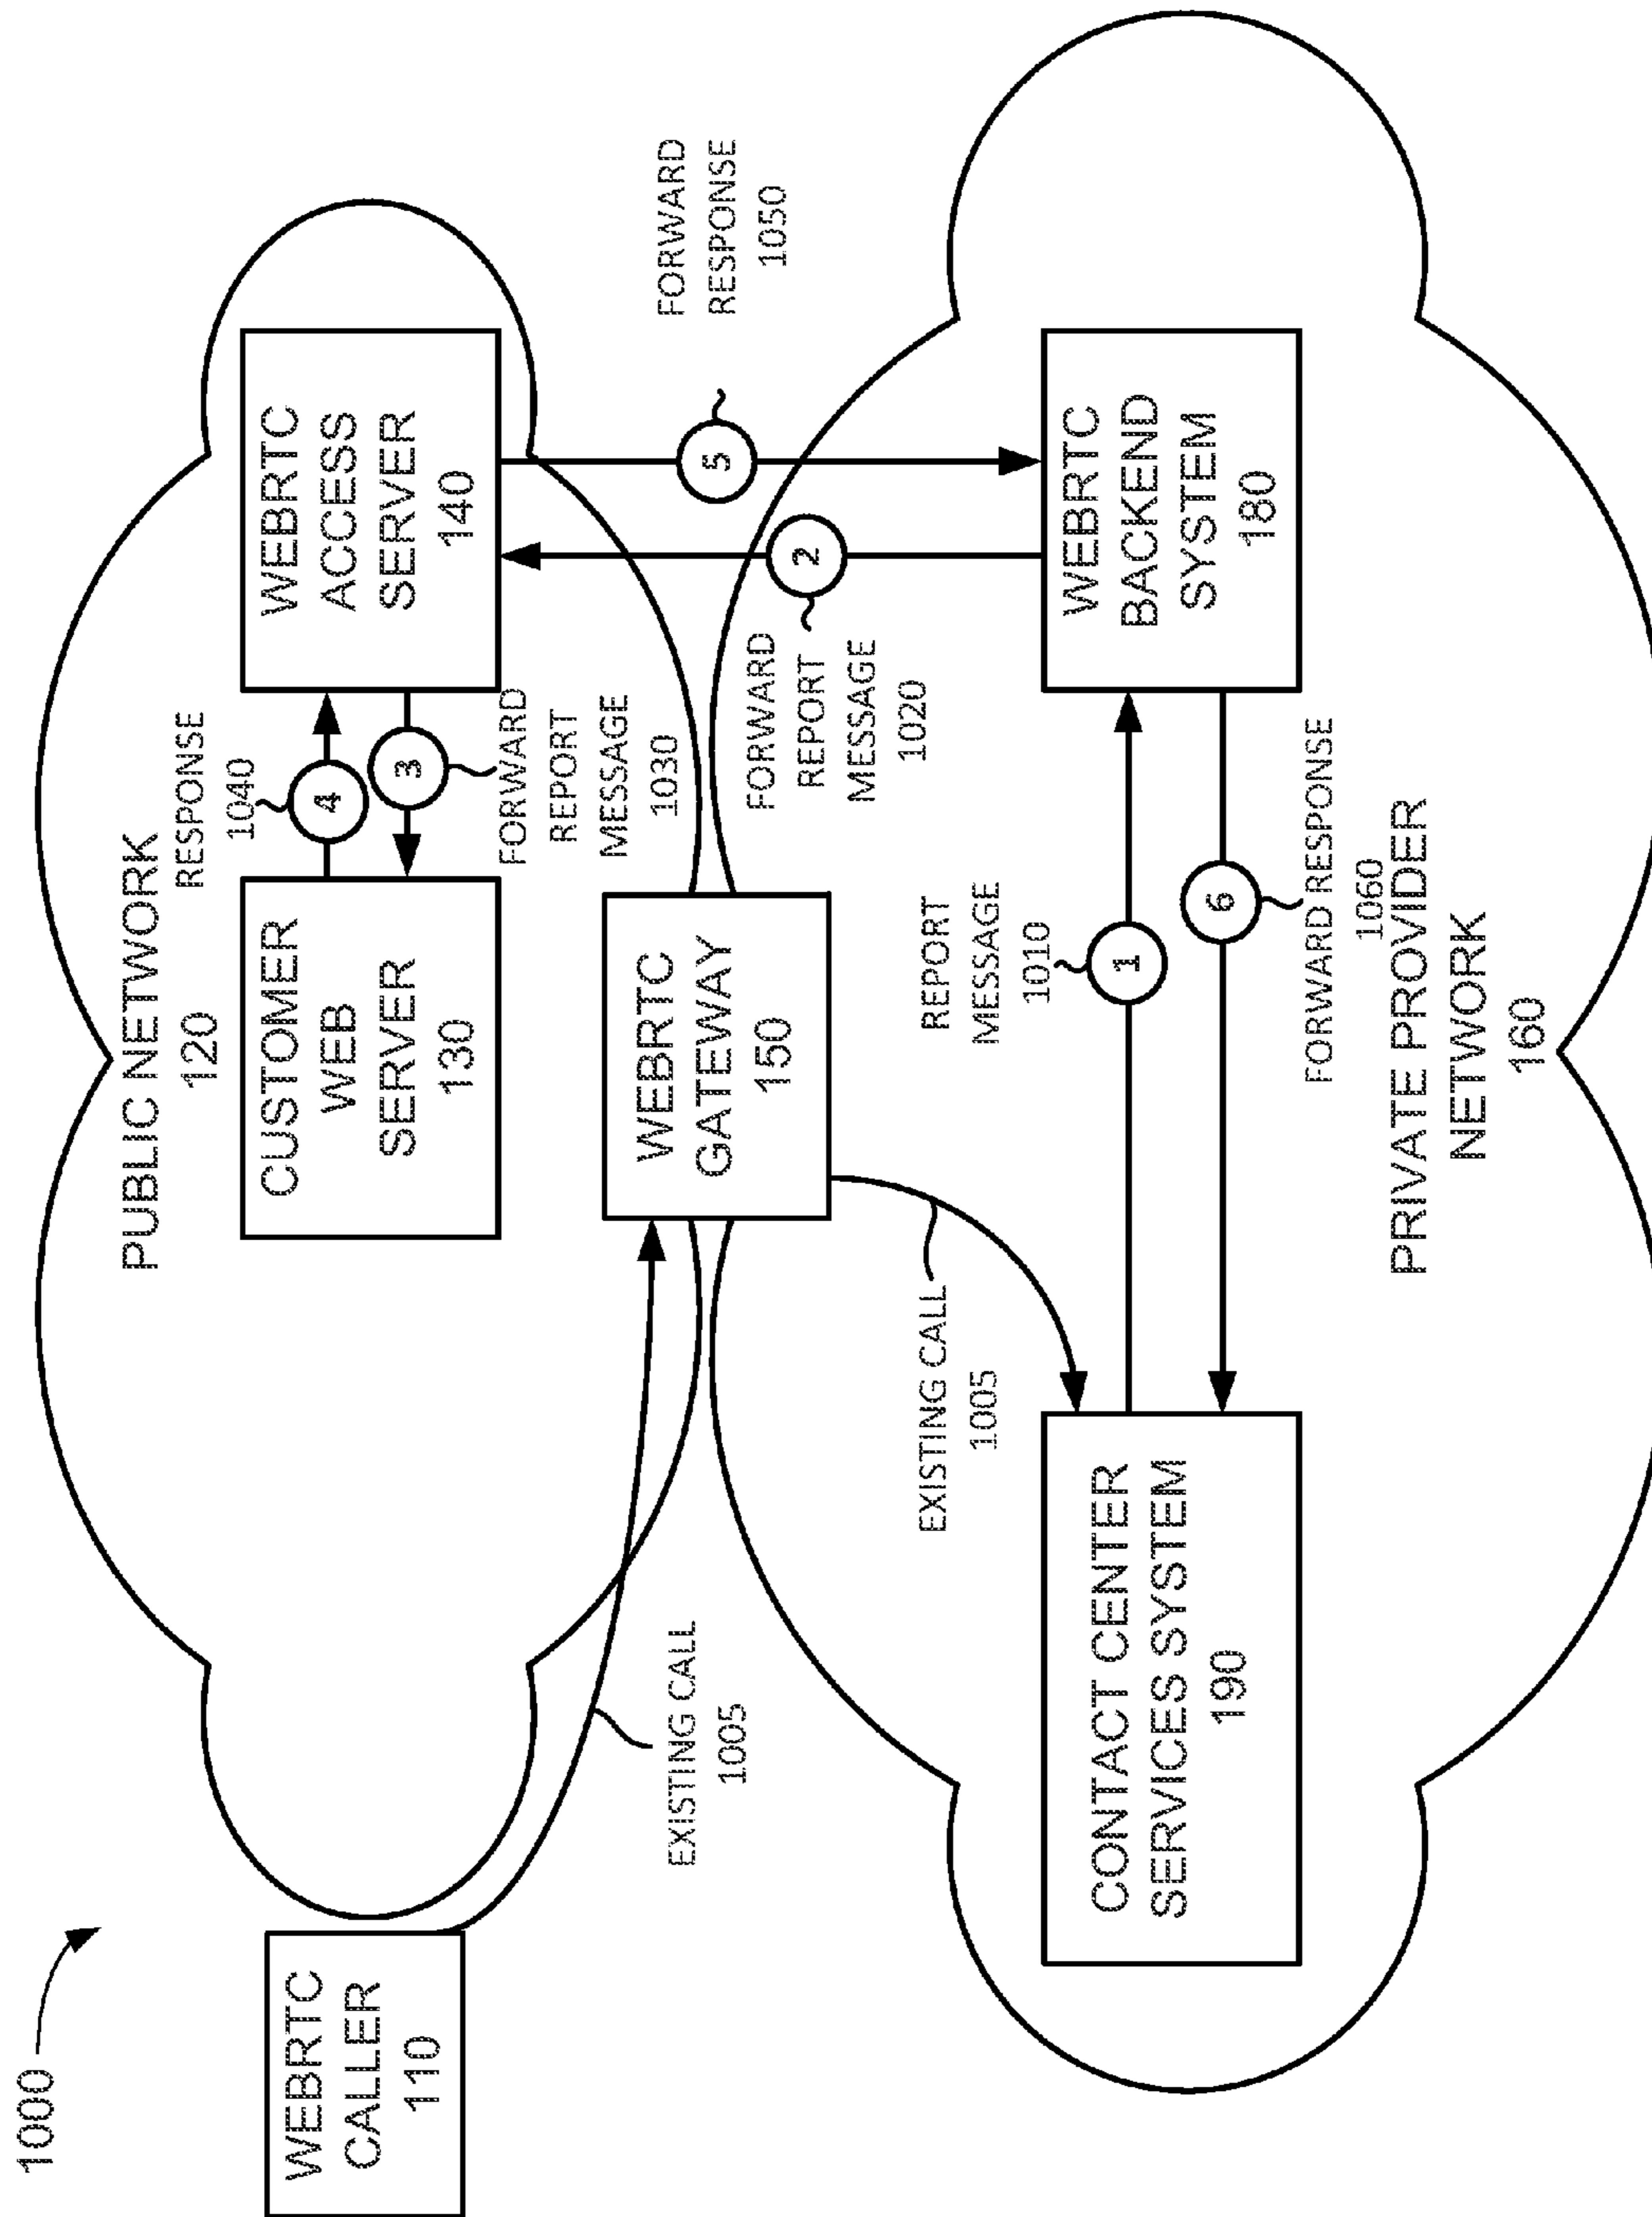 1000
WEBRTC
CALLER
110
PUBLIC NETWORK
120
CUSTOMER
WEB
SERVER
130
RESPONSE
1040
4
3
FORWARD
REPORT
MESSAGE
1030
WEBRTC
ACCESS
SERVER
140
EXISTING CALL
1005
WEBRTC
GATEWAY
150
FORWARD
RESPONSE
1050
5
2
FORWARD
REPORT
MESSAGE
1020
EXISTING CALL
1005
REPORT
MESSAGE
1010
1
CONTACT CENTER
SERVICES SYSTEM
190
WEBRTC
BACKEND
SYSTEM
180
6
FORWARD RESPONSE
1060
PRIVATE PROVIDER
NETWORK
160